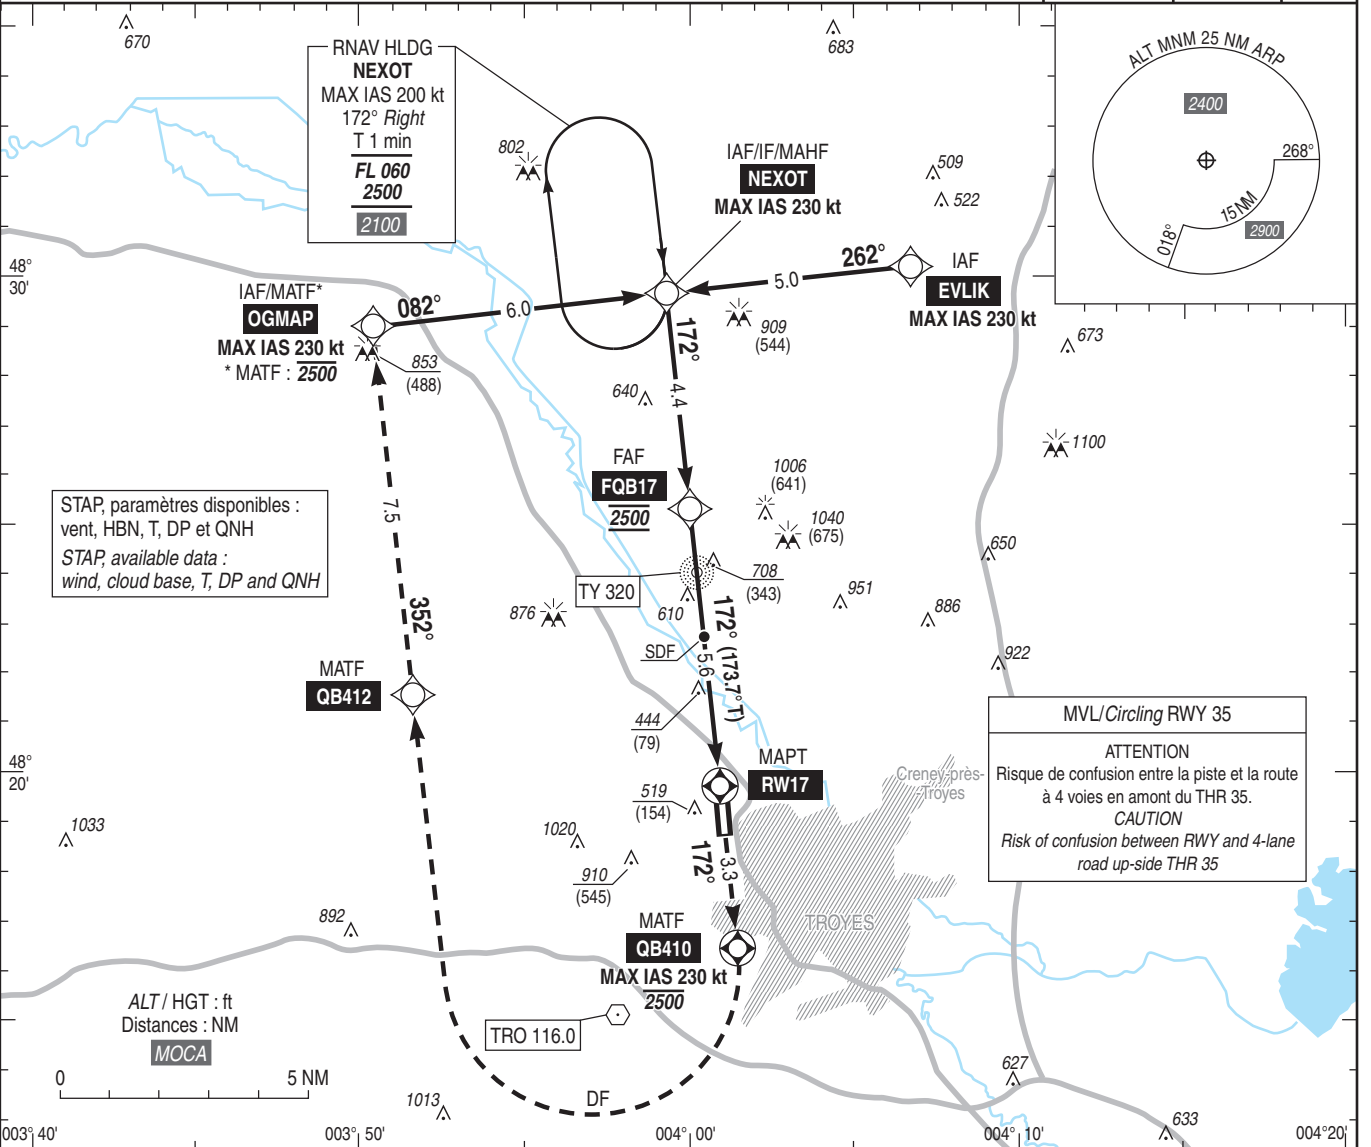 670
683
RNAV HLDG
NEXOT
MAX IAS 200 kt
172° Right
T 1 min
FL 060
2500
2100
802
IAF/IF/MAHF
NEXOT
MAX IAS 230 kt
509
522
ALT MNM 25 NM ARP
2400
268°
15 NM
018°
2900
48°
30'
IAF/MATF*
OGMAP
MAX IAS 230 kt
* MATF : 2500
082°
6.0
262°
5.0
IAF
EVLIK
MAX IAS 230 kt
853
(488)
909
(544)
172°
4.4
640
673
1100
FAF
FQB17
2500
1006
(641)
1040
(675)
STAP, paramètres disponibles :
vent, HBN, T, DP et QNH
STAP, available data :
wind, cloud base, T, DP and QNH
7.5
352°
TY 320
708
(343)
610
876
951
650
886
922
172° (173.7° T)
SDF
5.6
MATF
QB412
444
(79)
MVL/Circling RWY 35
ATTENTION
Risque de confusion entre la piste et la route
à 4 voies en amont du THR 35.
CAUTION
Risk of confusion between RWY and 4-lane
road up-side THR 35
48°
20'
MAPT
RW17
Creney-près-
Troyes
519
(154)
1033
1020
910
(545)
172°
3.3
892
MATF
QB410
MAX IAS 230 kt
2500
TROYES
ALT / HGT : ft
Distances : NM
MOCA
TRO 116.0
0
5 NM
DF
1013
627
633
003°40'
003°50'
004°00'
004°10'
004°20'